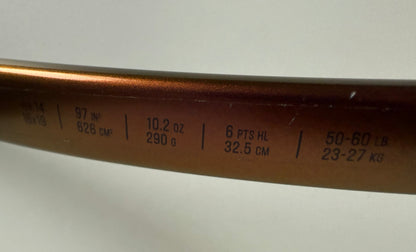 16x19
97 IN²
626 CM²
10.2 OZ
290 G
6 PTS HL
32.5 CM
50-60 LB
23-27 KG